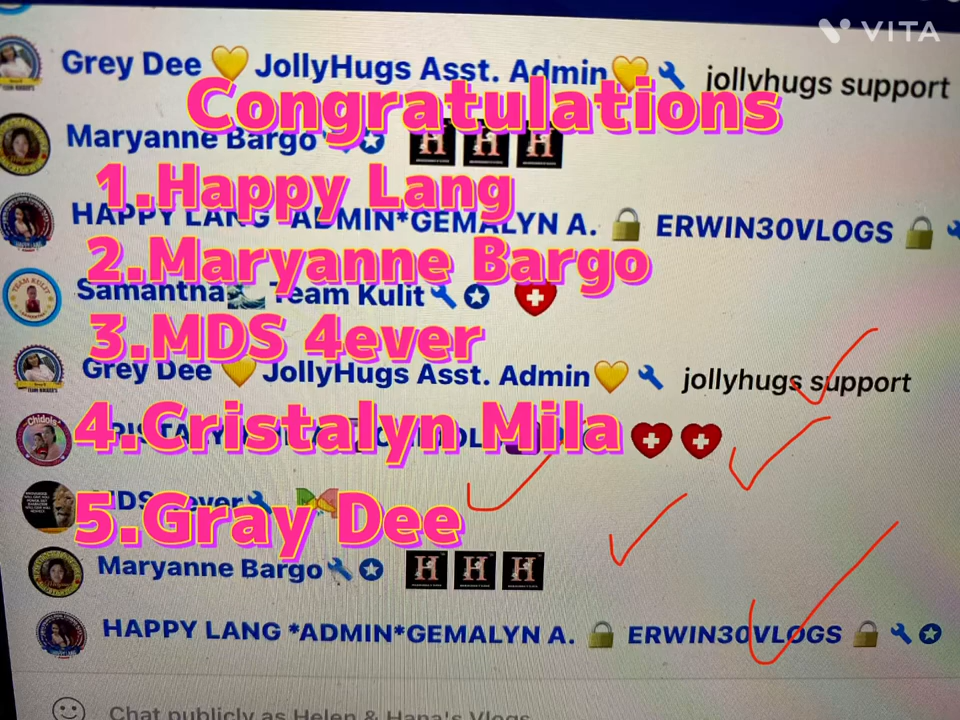 VITA
Grey Dee 💛 JollyHugs Asst. Admin 💛🔧 jollyhugs support
Congratulations
Maryanne Bargo
1.Happy Lang
HAPPY LANG *ADMIN*GEMALYN A. 🔒 ERWIN30VLOGS 🔒🔧
2.Maryanne Bargo
Samantha🌊 Team Kulit🔧
3.MDS 4ever
Grey Dee 💛 JollyHugs Asst. Admin 💛🔧 jollyhugs support
4.Cristalyn Mila
MDS 4ever🔧
5.Gray Dee
Maryanne Bargo🔧 H H H
HAPPY LANG *ADMIN*GEMALYN A. 🔒 ERWIN30VLOGS 🔒🔧
Chat publicly as Helen & Hana's Vlogs